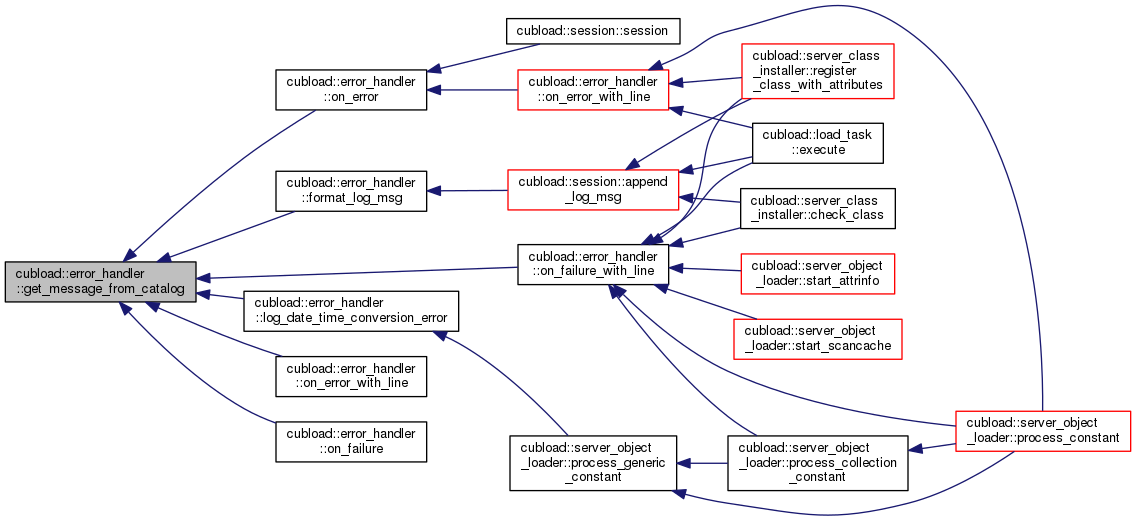 cubload::session::session
cubload::error_handler
::on_error
cubload::error_handler
::on_error_with_line
cubload::server_class
_installer::register
_class_with_attributes
cubload::load_task
::execute
cubload::error_handler
::format_log_msg
cubload::session::append
_log_msg
cubload::server_class
_installer::check_class
cubload::error_handler
::get_message_from_catalog
cubload::error_handler
::on_failure_with_line
cubload::server_object
_loader::start_attrinfo
cubload::error_handler
::log_date_time_conversion_error
cubload::server_object
_loader::start_scancache
cubload::error_handler
::on_error_with_line
cubload::error_handler
::on_failure
cubload::server_object
_loader::process_generic
_constant
cubload::server_object
_loader::process_collection
_constant
cubload::server_object
_loader::process_constant